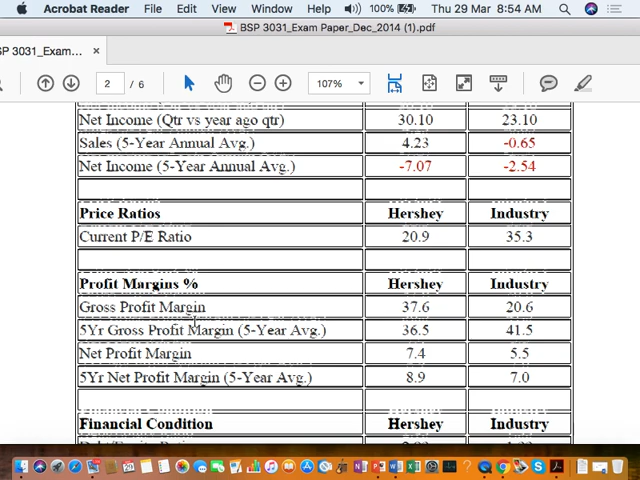 Acrobat Reader File Edit View Window Help 100% Thu 29 Mar 8:54 AM
BSP 3031_Exam Paper_Dec_2014 (1).pdf
SP 3031_Exam... ×
2 / 6 107%
Net Income (Qtr vs year ago qtr) 30.10 23.10
Sales (5-Year Annual Avg.) 4.23 -0.65
Net Income (5-Year Annual Avg.) -7.07 -2.54
Price Ratios Hershey Industry
Current P/E Ratio 20.9 35.3
Profit Margins % Hershey Industry
Gross Profit Margin 37.6 20.6
5Yr Gross Profit Margin (5-Year Avg.) 36.5 41.5
Net Profit Margin 7.4 5.5
5Yr Net Profit Margin (5-Year Avg.) 8.9 7.0
Financial Condition Hershey Industry